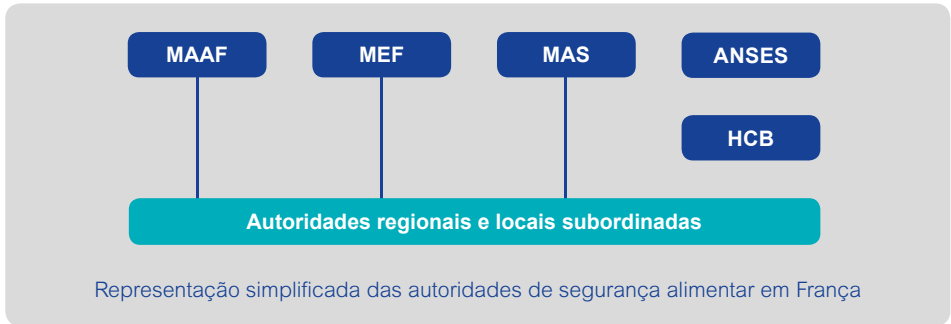 MAAF
MEF
MAS
ANSES
HCB
Autoridades regionais e locais subordinadas
Representação simplificada das autoridades de segurança alimentar em França